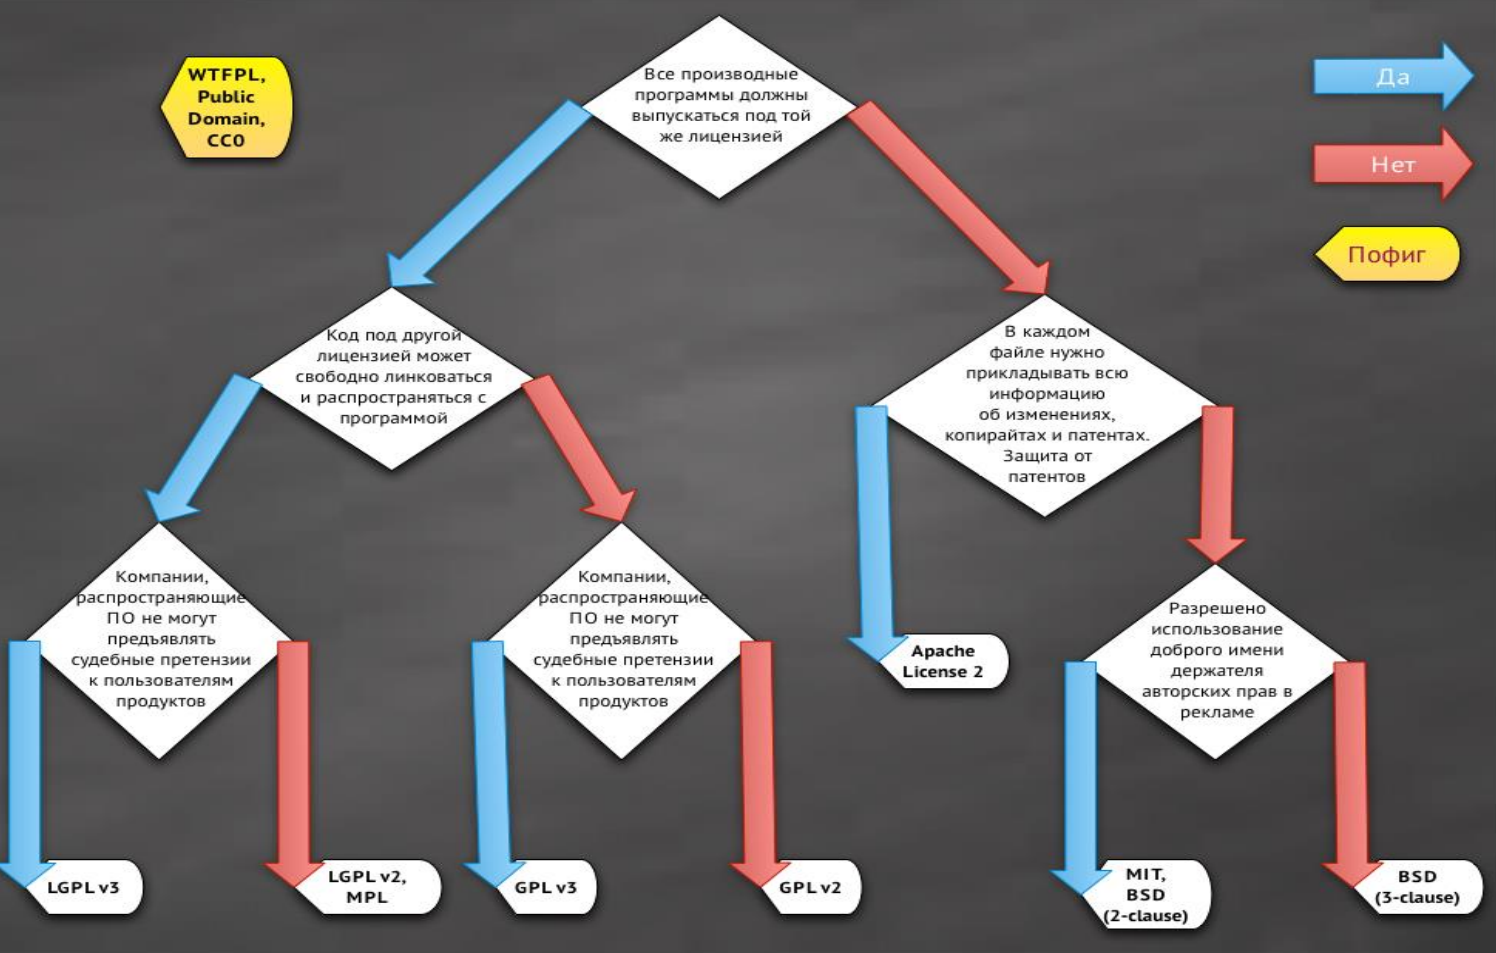 WTFPL,
Public
Domain,
CC0
Все производные
программы должны
выпускаться под той
же лицензией
Да
Нет
Пофиг
Код под другой
лицензией может
свободно линковаться
и распространяться с
программой
В каждом
файле нужно
прикладывать всю
информацию
об изменениях,
копирайтах и патентах.
Защита от
патентов
Компании,
распространяющие
ПО не могут
предъявлять
судебные претензии
к пользователям
продуктов
Компании,
распространяющие
ПО не могут
предъявлять
судебные претензии
к пользователям
продуктов
Apache
License 2
Разрешено
использование
доброго имени
держателя
авторских прав в
рекламе
LGPL v3
LGPL v2,
MPL
GPL v3
GPL v2
MIT,
BSD
(2-clause)
BSD
(3-clause)